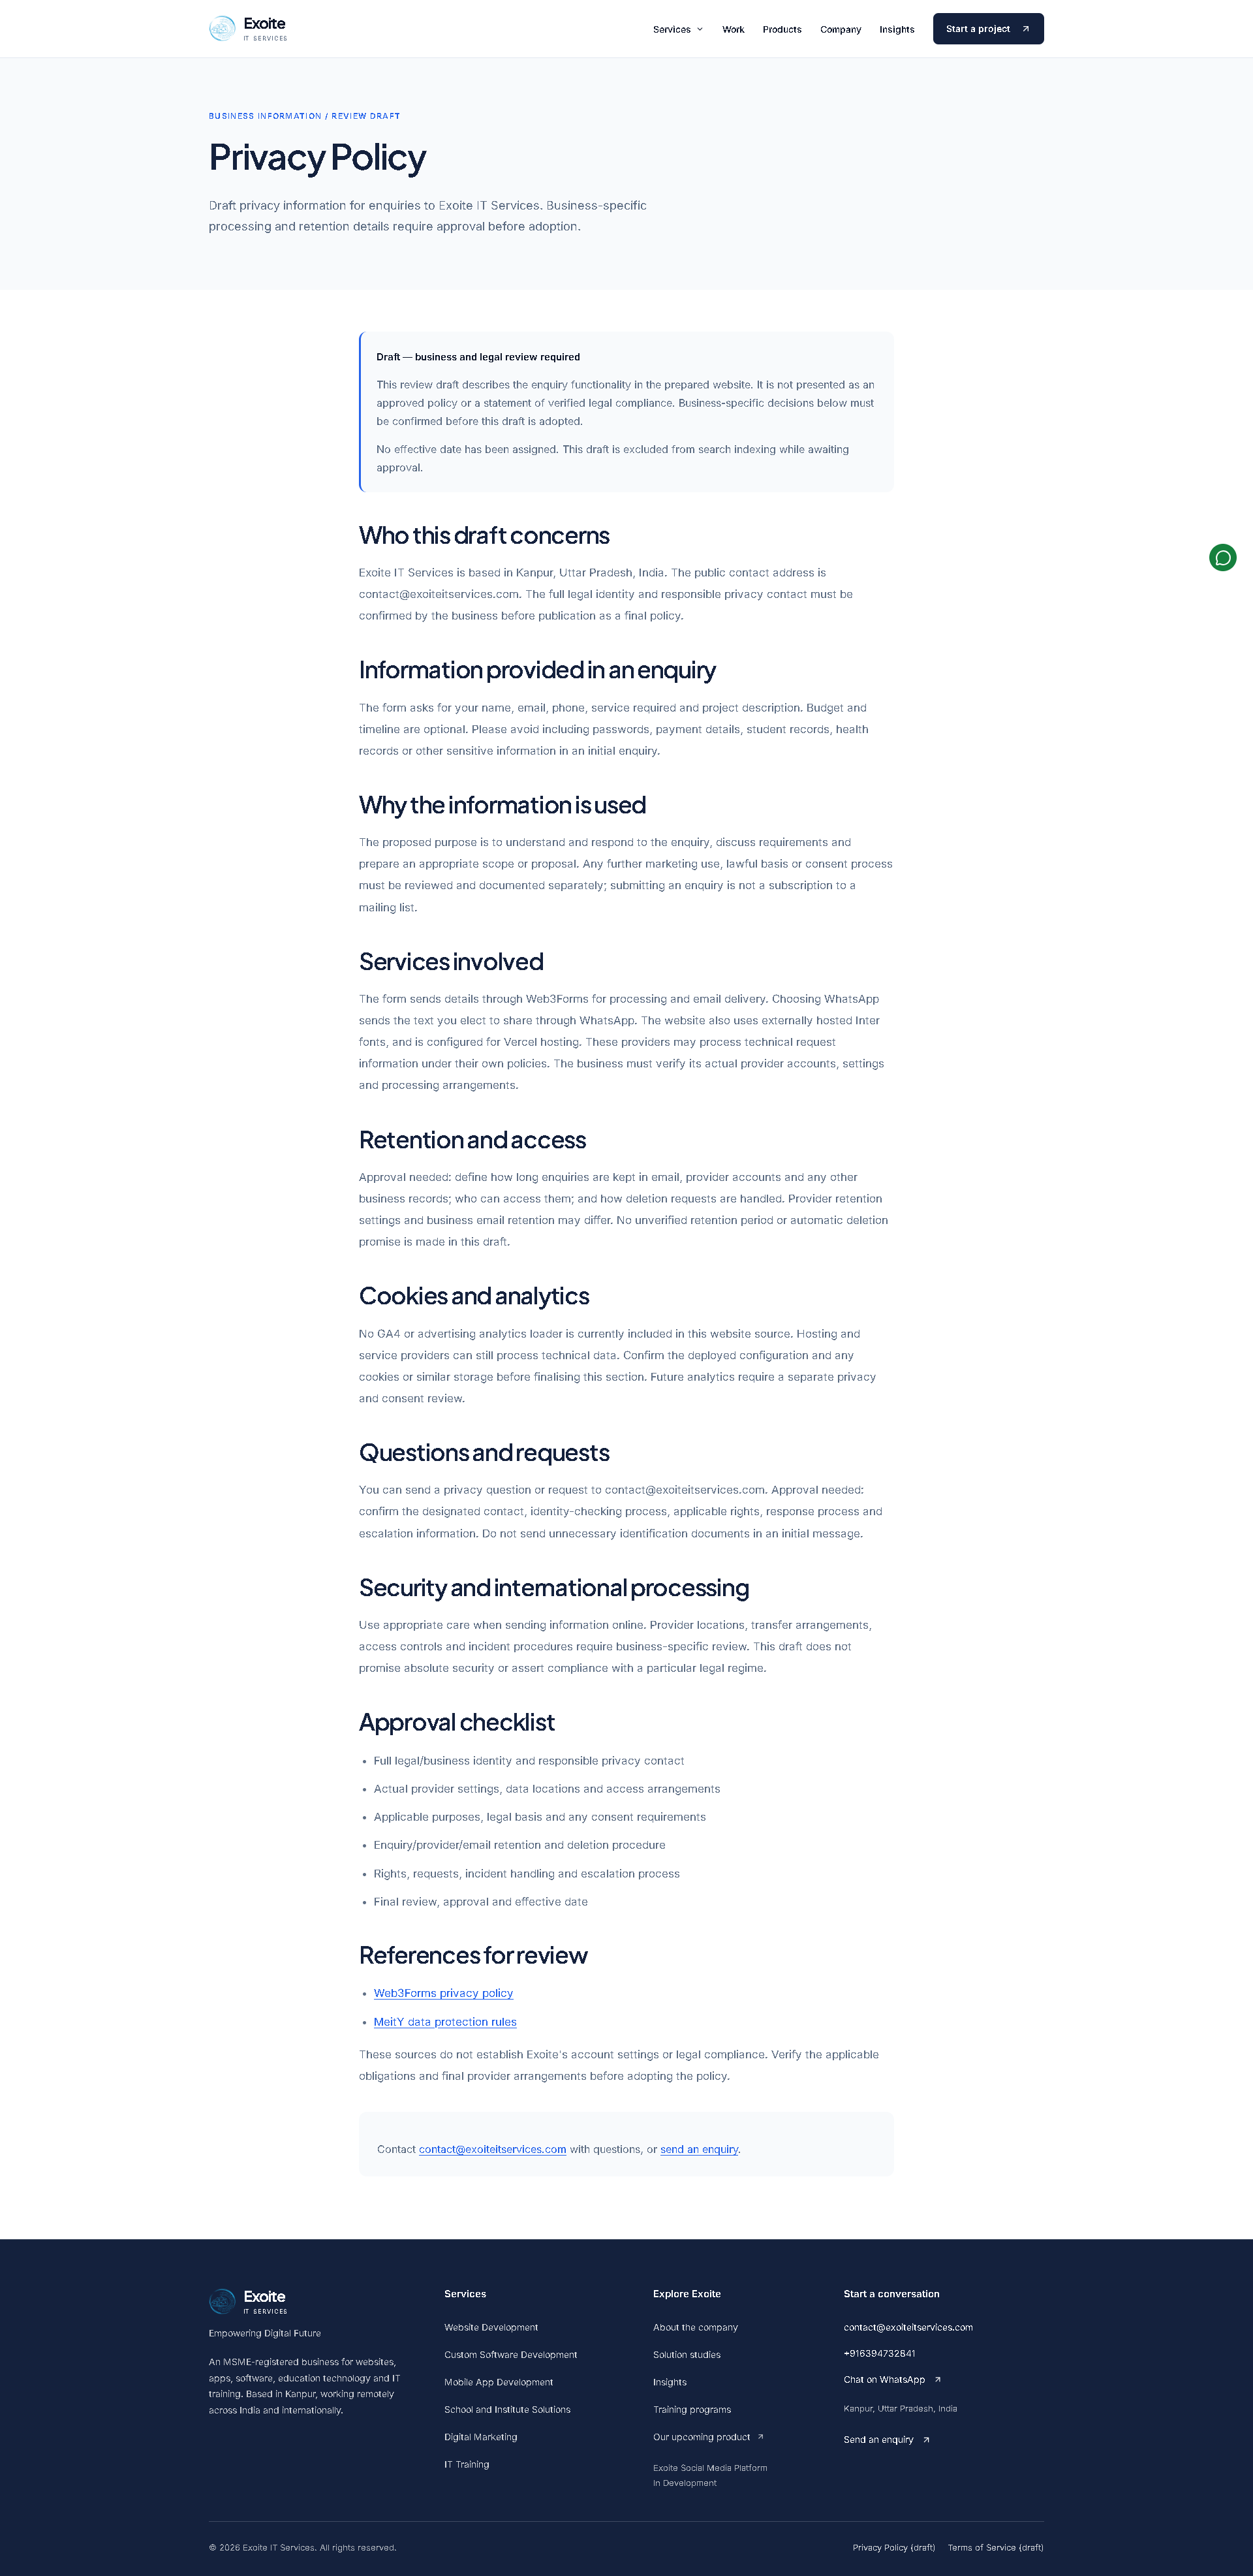 Exoite
IT SERVICES
Services
Work
Products
Company
Insights
Start a project
BUSINESS INFORMATION / REVIEW DRAFT
Privacy Policy
Draft privacy information for enquiries to Exoite IT Services. Business-specific
processing and retention details require approval before adoption.
Draft — business and legal review required
This review draft describes the enquiry functionality in the prepared website. It is not presented as an
approved policy or a statement of verified legal compliance. Business-specific decisions below must
be confirmed before this draft is adopted.
No effective date has been assigned. This draft is excluded from search indexing while awaiting
approval.
Who this draft concerns
Exoite IT Services is based in Kanpur, Uttar Pradesh, India. The public contact address is
contact@exoiteitservices.com. The full legal identity and responsible privacy contact must be
confirmed by the business before publication as a final policy.
Information provided in an enquiry
The form asks for your name, email, phone, service required and project description. Budget and
timeline are optional. Please avoid including passwords, payment details, student records, health
records or other sensitive information in an initial enquiry.
Why the information is used
The proposed purpose is to understand and respond to the enquiry, discuss requirements and
prepare an appropriate scope or proposal. Any further marketing use, lawful basis or consent process
must be reviewed and documented separately; submitting an enquiry is not a subscription to a
mailing list.
Services involved
The form sends details through Web3Forms for processing and email delivery. Choosing WhatsApp
sends the text you elect to share through WhatsApp. The website also uses externally hosted Inter
fonts, and is configured for Vercel hosting. These providers may process technical request
information under their own policies. The business must verify its actual provider accounts, settings
and processing arrangements.
Retention and access
Approval needed: define how long enquiries are kept in email, provider accounts and any other
business records; who can access them; and how deletion requests are handled. Provider retention
settings and business email retention may differ. No unverified retention period or automatic deletion
promise is made in this draft.
Cookies and analytics
No GA4 or advertising analytics loader is currently included in this website source. Hosting and
service providers can still process technical data. Confirm the deployed configuration and any
cookies or similar storage before finalising this section. Future analytics require a separate privacy
and consent review.
Questions and requests
You can send a privacy question or request to contact@exoiteitservices.com. Approval needed:
confirm the designated contact, identity-checking process, applicable rights, response process and
escalation information. Do not send unnecessary identification documents in an initial message.
Security and international processing
Use appropriate care when sending information online. Provider locations, transfer arrangements,
access controls and incident procedures require business-specific review. This draft does not
promise absolute security or assert compliance with a particular legal regime.
Approval checklist
• Full legal/business identity and responsible privacy contact
• Actual provider settings, data locations and access arrangements
• Applicable purposes, legal basis and any consent requirements
• Enquiry/provider/email retention and deletion procedure
• Rights, requests, incident handling and escalation process
• Final review, approval and effective date
References for review
• Web3Forms privacy policy
• MeitY data protection rules
These sources do not establish Exoite's account settings or legal compliance. Verify the applicable
obligations and final provider arrangements before adopting the policy.
Contact contact@exoiteitservices.com with questions, or send an enquiry.
Exoite
IT SERVICES
Empowering Digital Future
An MSME-registered business for websites,
apps, software, education technology and IT
training. Based in Kanpur, working remotely
across India and internationally.
Services
Website Development
Custom Software Development
Mobile App Development
School and Institute Solutions
Digital Marketing
IT Training
Explore Exoite
About the company
Solution studies
Insights
Training programs
Our upcoming product
Exoite Social Media Platform
In Development
Start a conversation
contact@exoiteitservices.com
+916394732841
Chat on WhatsApp
Kanpur, Uttar Pradesh, India
Send an enquiry
© 2026 Exoite IT Services. All rights reserved.
Privacy Policy (draft)
Terms of Service (draft)